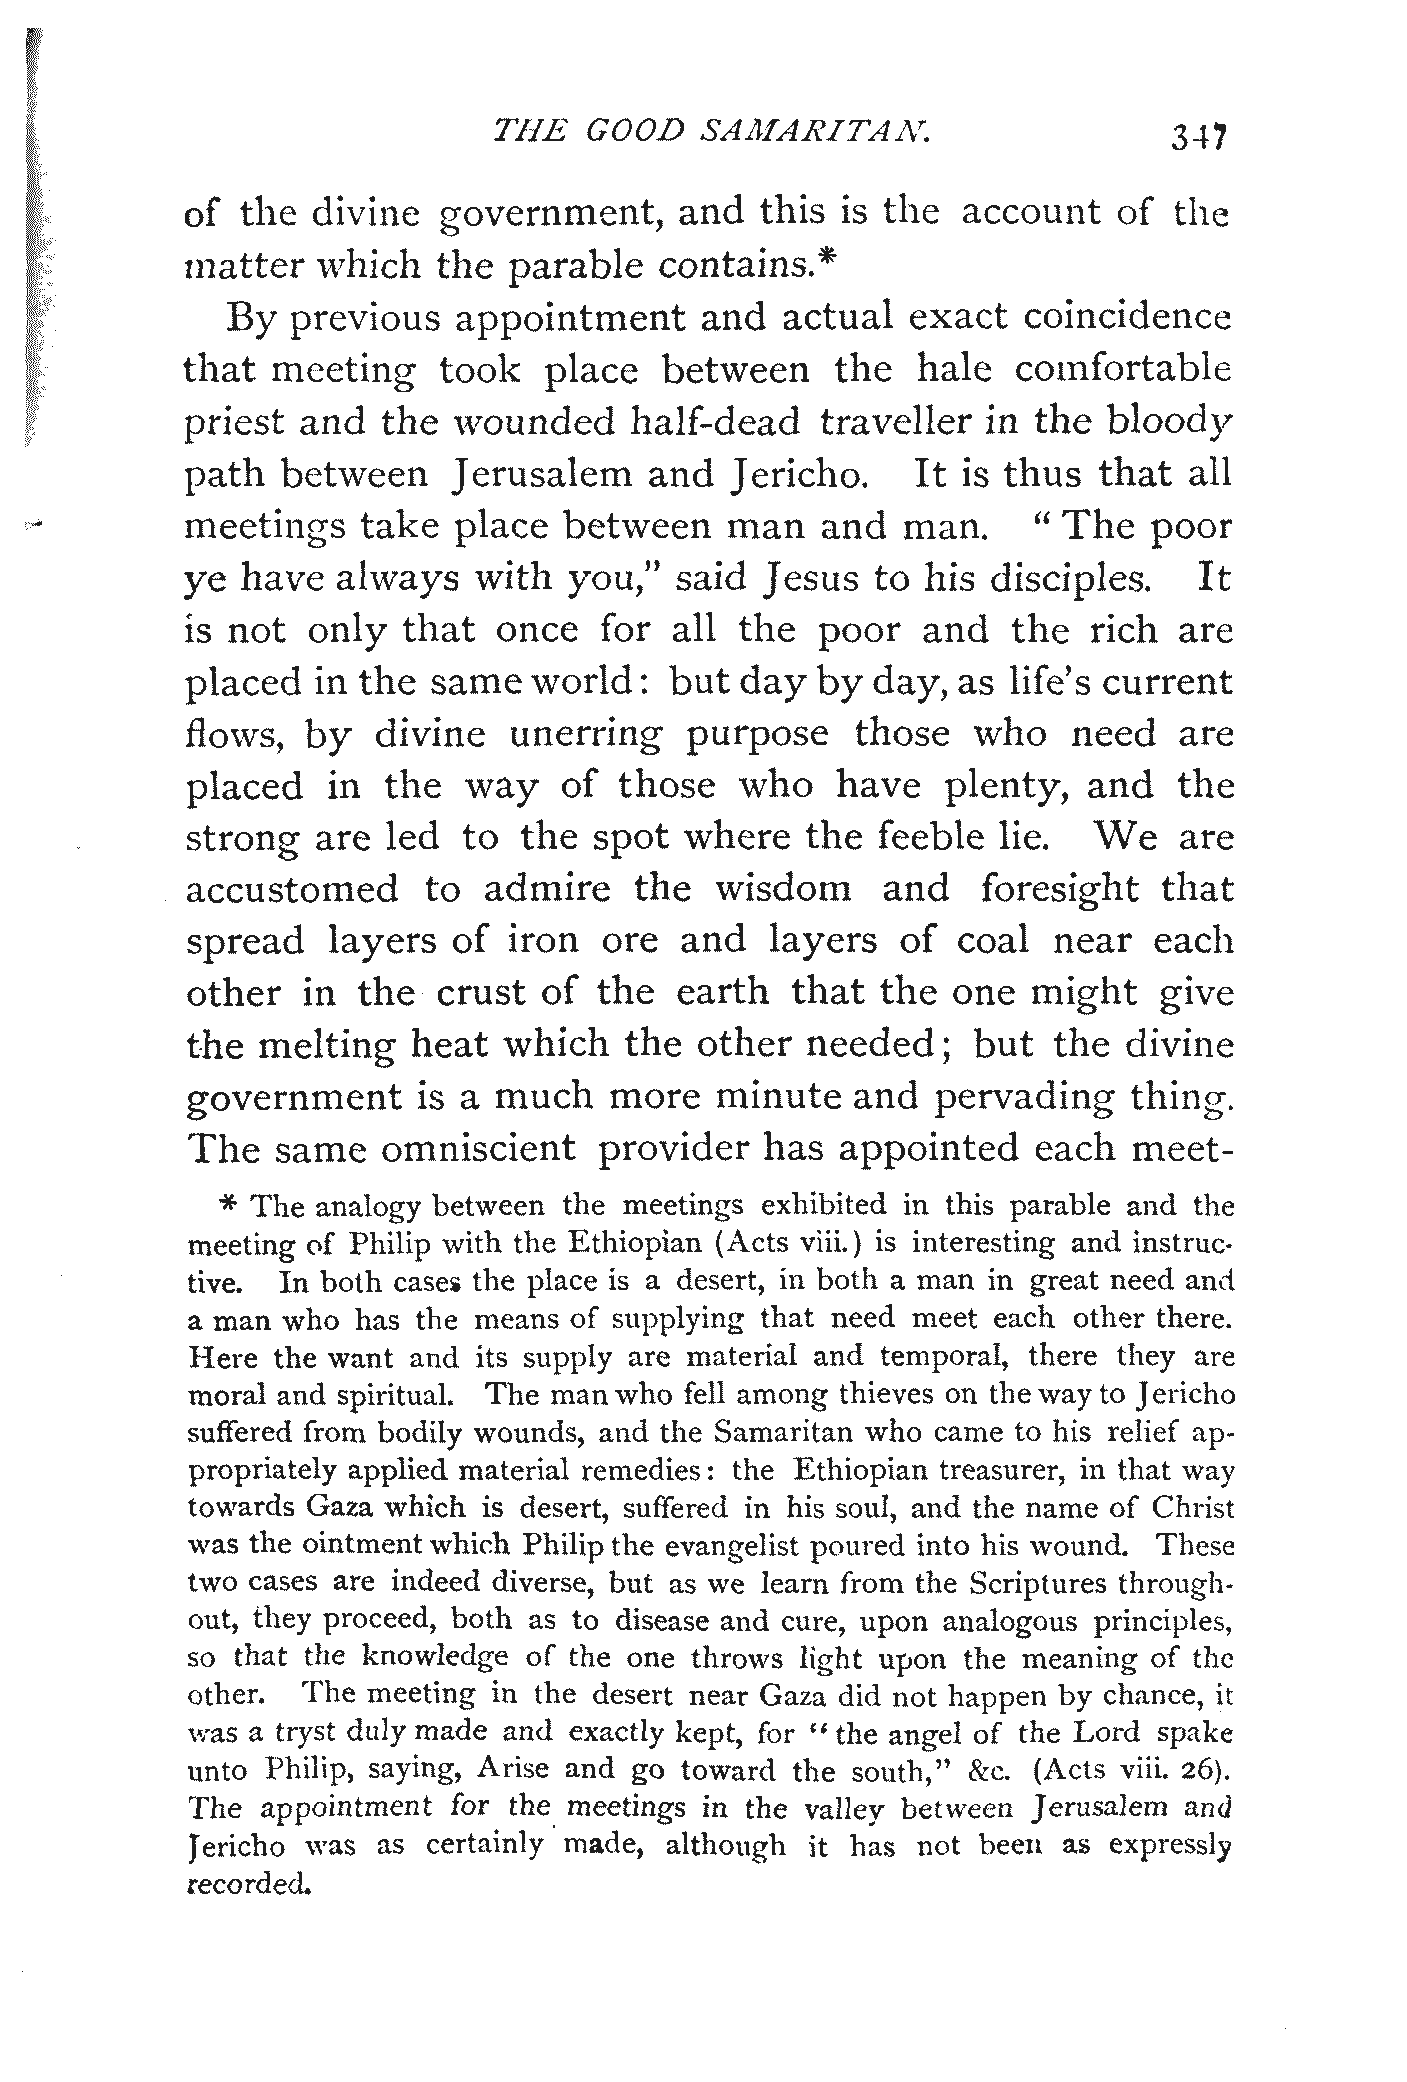 THE GOOD SAMARITAN. 347
of the divine government, and this is the account of the
matter which the parable contains.*
By previous appointment and actual exact coincidence
that meeting took place between the hale comfortable
priest and the wounded half-dead traveller in the bloody
path between Jerusalem and Jericho. It is thus that all
meetings take place between man and man. “ The poor
ye have always with you,” said Jesus to his disciples. It
is not only that once for all the poor and the rich are
placed in the same world: but day by day, as life’s current
flows, by divine unerring purpose those who need are
placed in the way of those who have plenty, and the
strong are led to the spot where the feeble lie. We are
accustomed to admire the wisdom and foresight that
spread layers of iron ore and layers of coal near each
other in the crust of the earth that the one might give
the melting heat which the other needed; but the divine
government is a much more minute and pervading thing.
The same omniscient provider has appointed each meet-
* The analogy between the meetings exhibited in this parable and the
meeting of Philip with the Ethiopian (Acts viii.) is interesting and instruc-
tive. In both cases the place is a desert, in both a man in great need and
a man who has the means of supplying that need meet each other there.
Here the want and its supply are material and temporal, there they are
moral and spiritual. The man who fell among thieves on the way to Jericho
suffered from bodily wounds, and the Samaritan who came to his relief ap-
propriately applied material remedies: the Ethiopian treasurer, in that way
towards Gaza which is desert, suffered in his soul, and the name of Christ
was the ointment which Philip the evangelist poured into his wound. These
two cases are indeed diverse, but as we learn from the Scriptures through-
out, they proceed, both as to disease and cure, upon analogous principles,
so that the knowledge of the one throws light upon the meaning of the
other. The meeting in the desert near Gaza did not happen by chance, it
was a tryst duly made and exactly kept, for “ the angel of the Lord spake
unto Philip, saying, Arise and go toward the south,” &c. (Acts viii. 26).
The appointment for the meetings in the valley between Jerusalem and
Jericho was as certainly made, although it has not been as expressly
recorded.